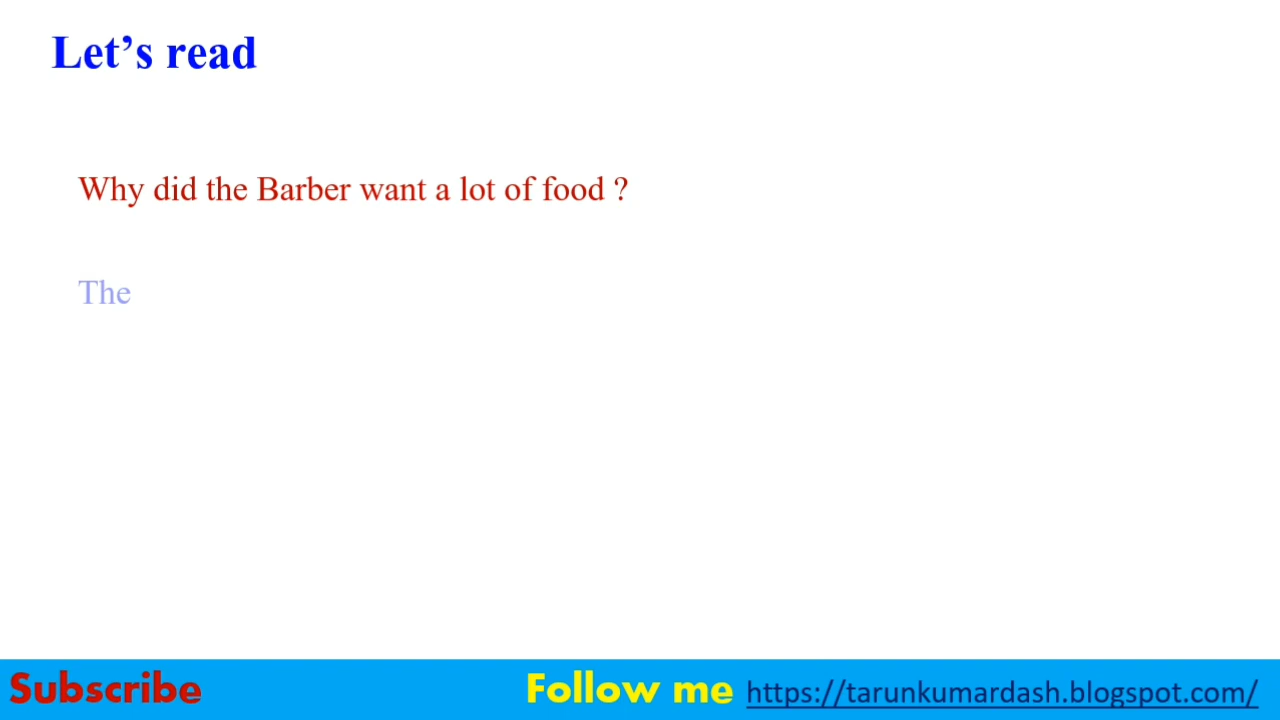 Let’s read
Why did the Barber want a lot of food ?
The
Subscribe
Follow me https://tarunkumardash.blogspot.com/